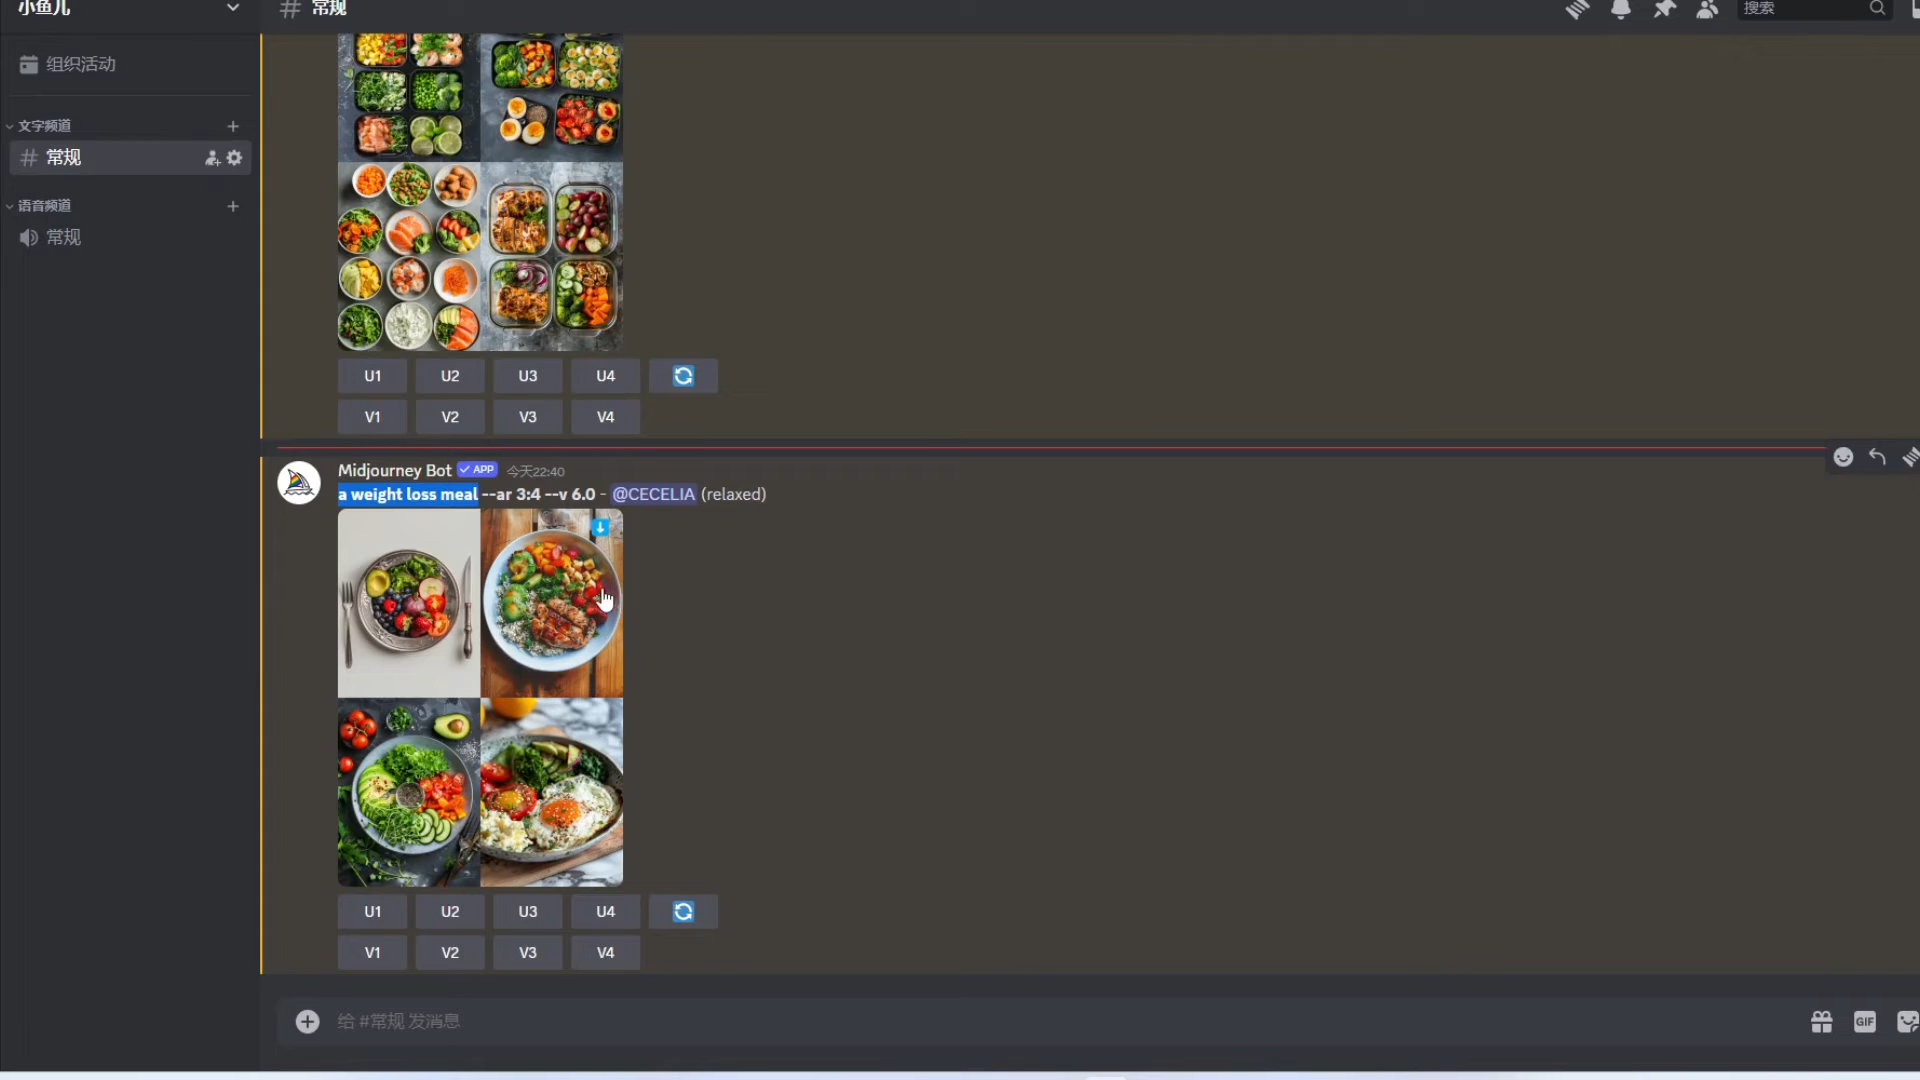 小鱼儿
常规
搜索
组织活动
文字频道
常规
语音频道
常规
U1 U2 U3 U4
V1 V2 V3 V4
Midjourney Bot APP 今天22:40
a weight loss meal --ar 3:4 --v 6.0 - @CECELIA (relaxed)
U1 U2 U3 U4
V1 V2 V3 V4
给 #常规 发消息
GIF